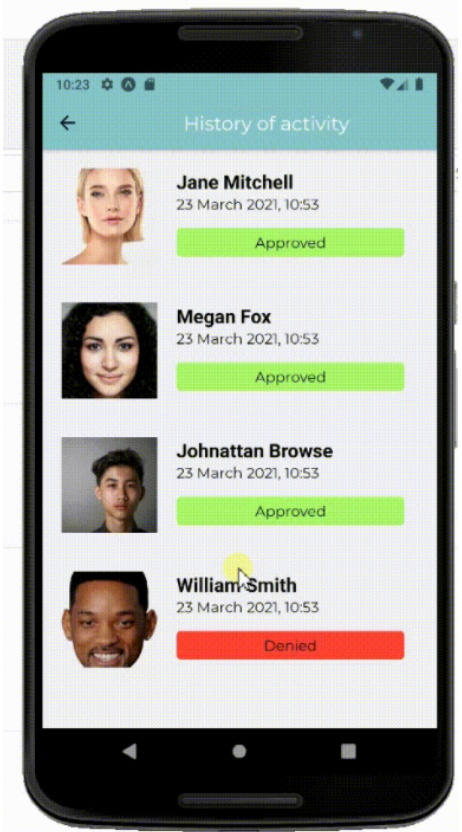 10:23
History of activity
Jane Mitchell
23 March 2021, 10:53
Approved
Megan Fox
23 March 2021, 10:53
Approved
Johnattan Browse
23 March 2021, 10:53
Approved
William Smith
23 March 2021, 10:53
Denied